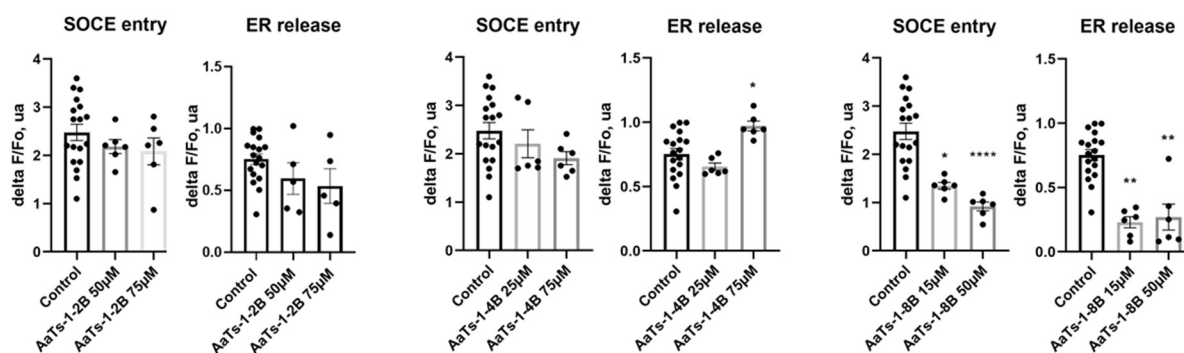 SOCE entry
delta F/Fo, ua
4
3
2
1
0
Control
AaTs-1-2B 50μM
AaTs-1-2B 75μM
ER release
delta F/Fo, ua
1.5
1.0
0.5
0.0
Control
AaTs-1-2B 50μM
AaTs-1-2B 75μM
SOCE entry
delta F/Fo, ua
4
3
2
1
0
Control
AaTs-1-4B 25μM
AaTs-1-4B 75μM
ER release
delta F/Fo, ua
1.5
1.0
0.5
0.0
*
Control
AaTs-1-4B 25μM
AaTs-1-4B 75μM
SOCE entry
delta F/Fo, ua
4
3
2
1
0
*
****
Control
AaTs-1-8B 15μM
AaTs-1-8B 50μM
ER release
delta F/Fo, ua
1.5
1.0
0.5
0.0
**
**
Control
AaTs-1-8B 15μM
AaTs-1-8B 50μM